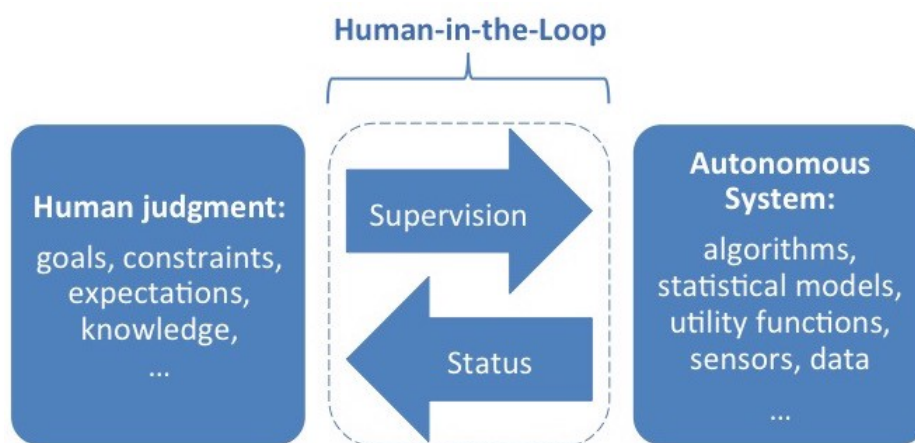 Human-in-the-Loop
Human judgment:
goals, constraints,
expectations,
knowledge,
...
Supervision
Status
Autonomous
System:
algorithms,
statistical models,
utility functions,
sensors, data
...